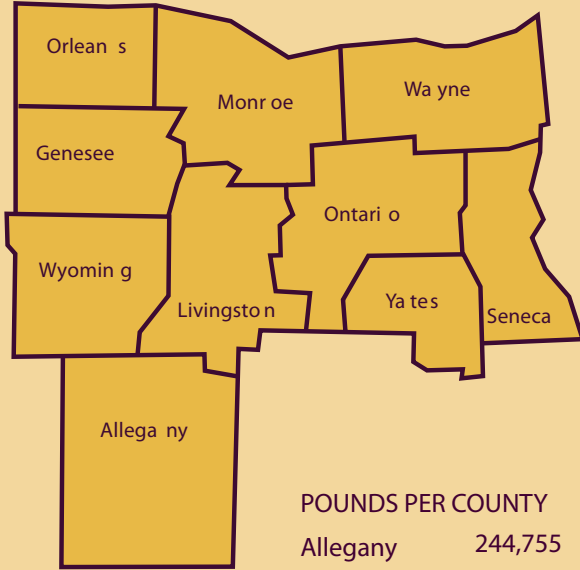 Orlean s
Monr oe
Wa yne
Genesee
Ontari o
Wyomin g
Livingsto n
Ya tes
Seneca
Allega ny
POUNDS PER COUNTY
Allegany 244,755